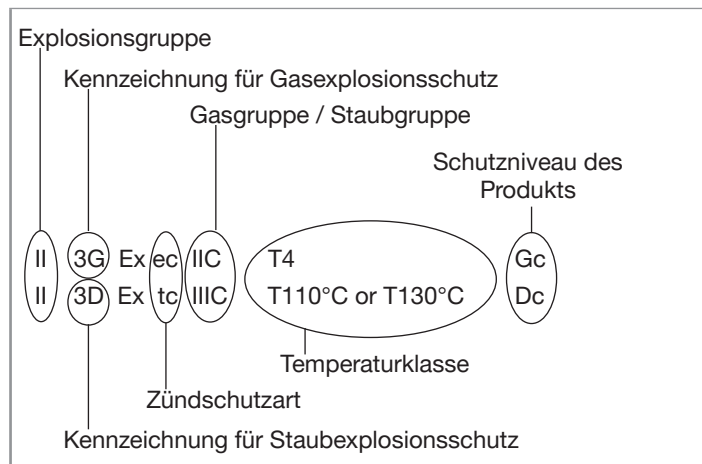 Explosionsgruppe
Kennzeichnung für Gasexplosionsschutz
Gasgruppe / Staubgruppe
Schutzniveau des
Produkts
II 3G Ex ec IIC T4 Gc
II 3D Ex tc IIIC T110°C or T130°C Dc
Temperaturklasse
Zündschutzart
Kennzeichnung für Staubexplosionsschutz